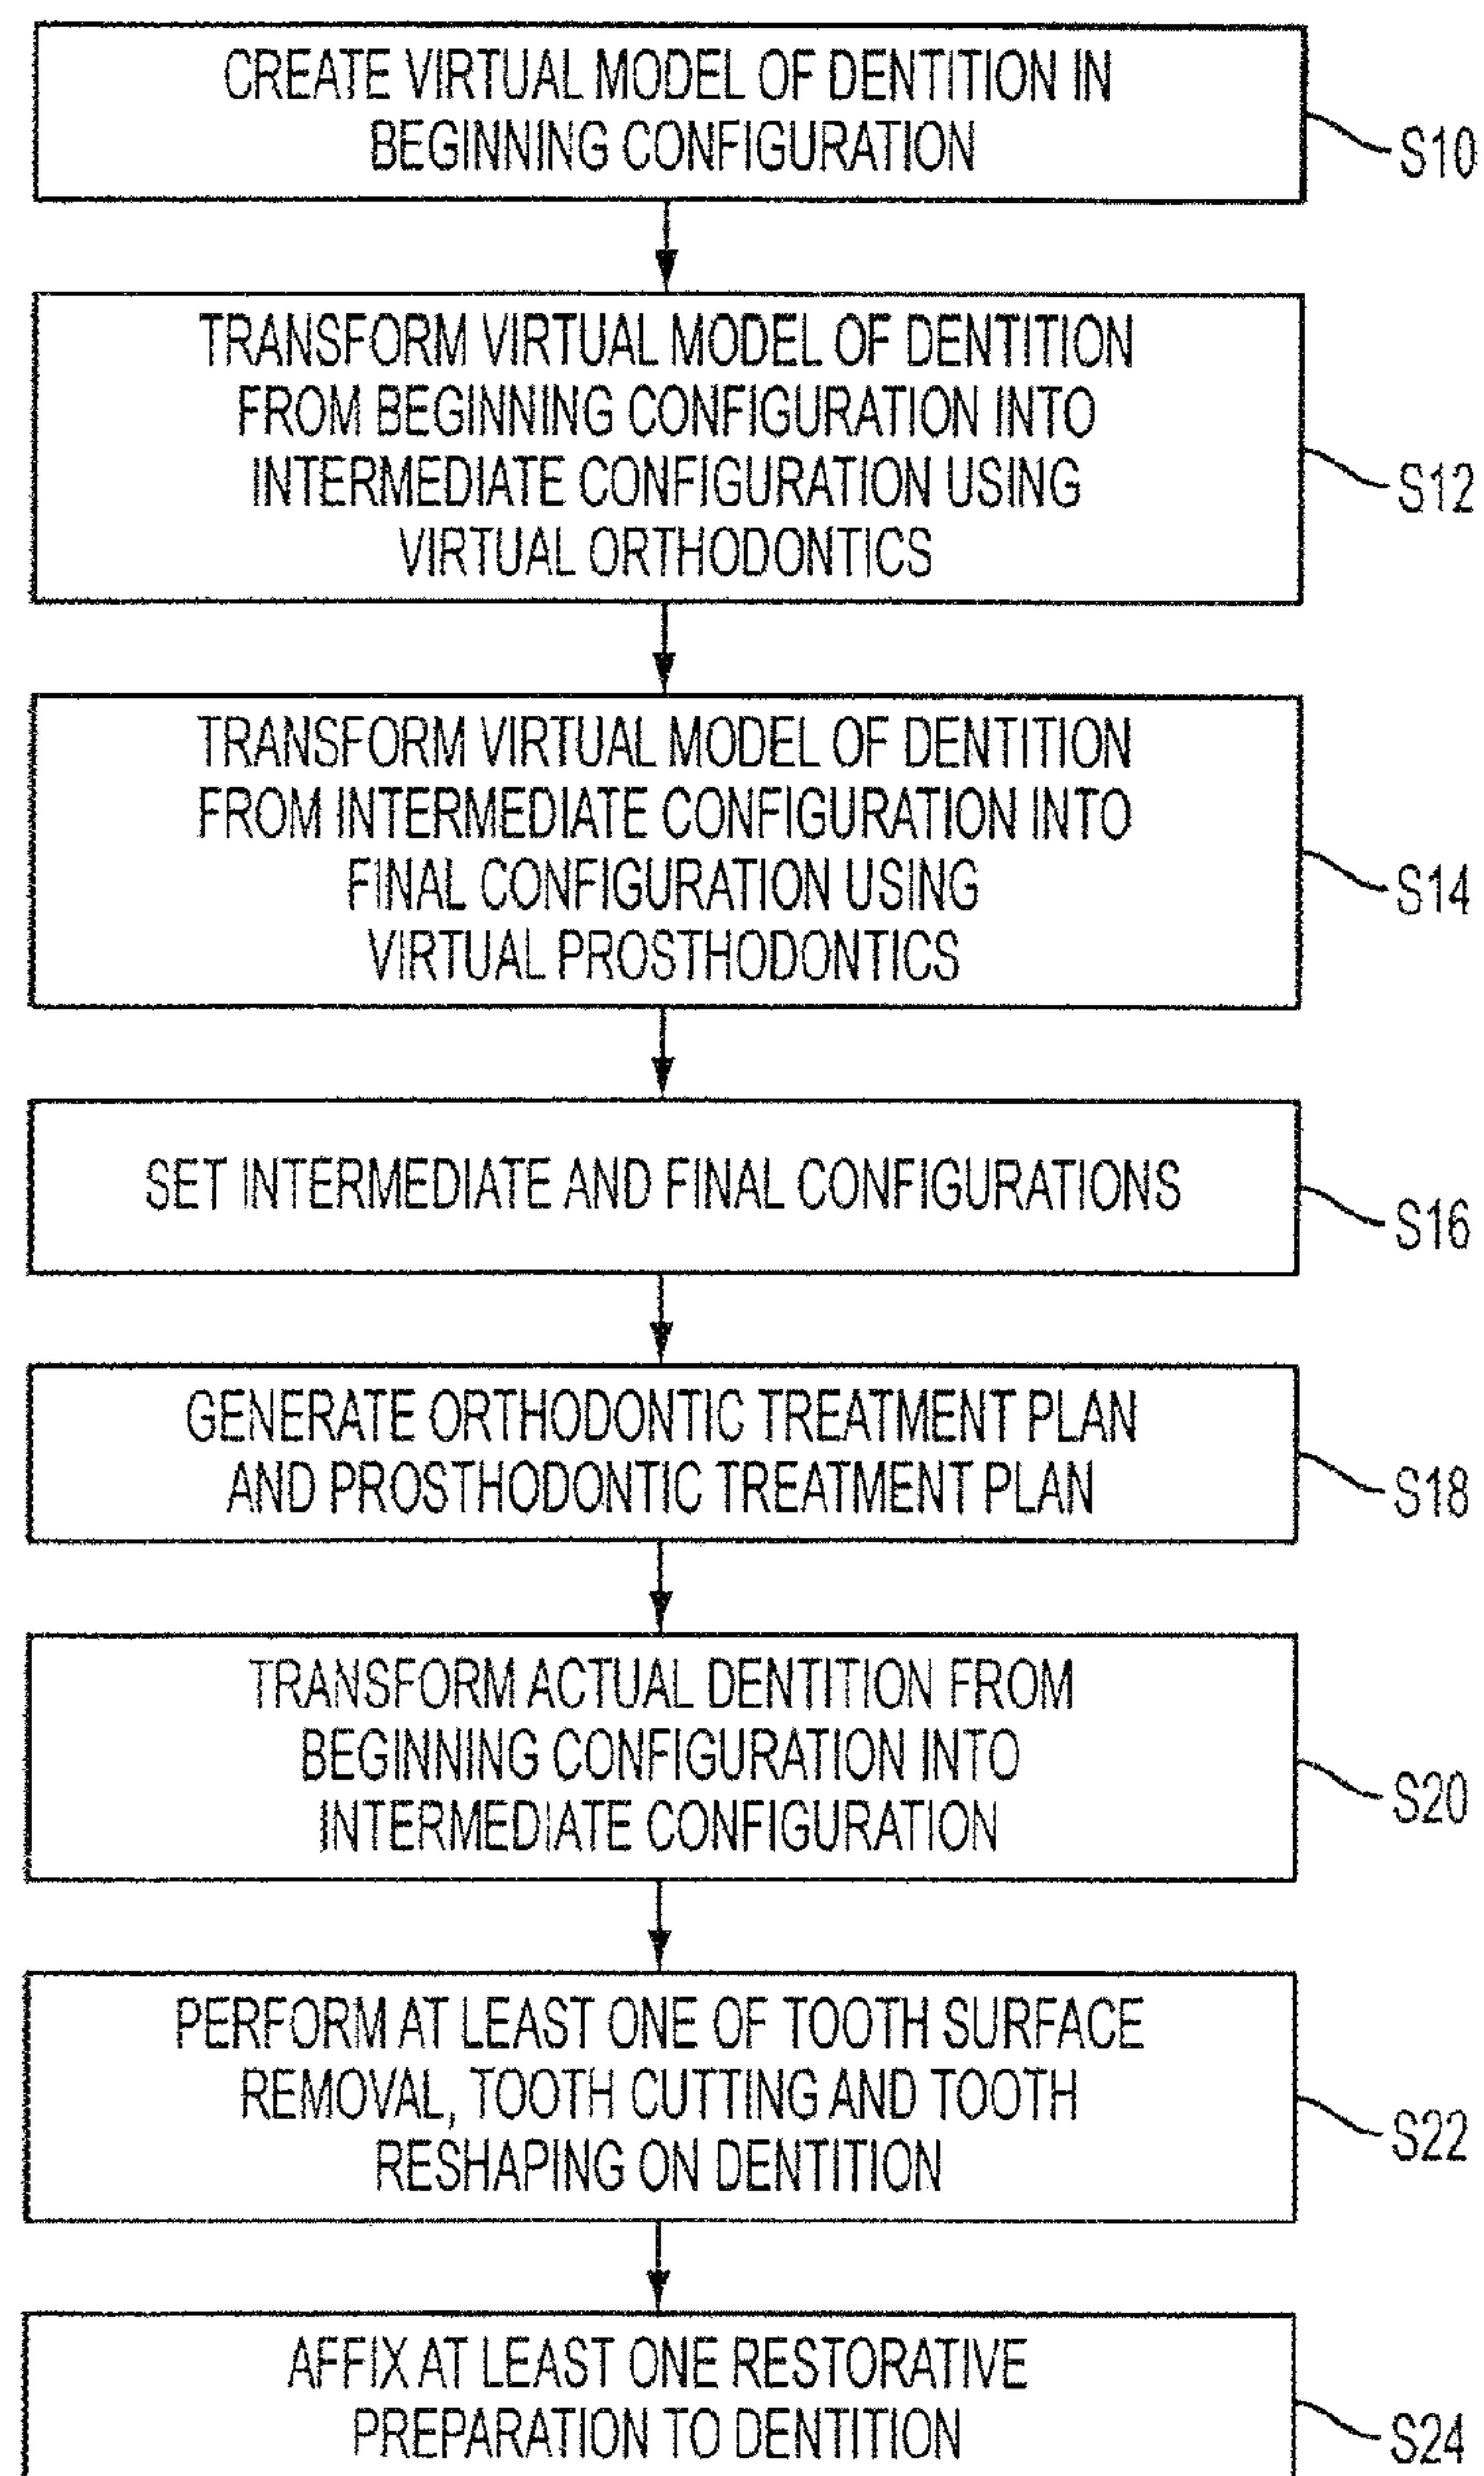 CREATE VIRTUAL MODEL OF DENTITION IN
BEGINNING CONFIGURATION
S10
TRANSFORM VIRTUAL MODEL OF DENTITION
FROM BEGINNING CONFIGURATION INTO
INTERMEDIATE CONFIGURATION USING
VIRTUAL ORTHODONTICS
S12
TRANSFORM VIRTUAL MODEL OF DENTITION
FROM INTERMEDIATE CONFIGURATION INTO
FINAL CONFIGURATION USING
VIRTUAL PROSTHODONTICS
S14
SET INTERMEDIATE AND FINAL CONFIGURATIONS
S16
GENERATE ORTHODONTIC TREATMENT PLAN
AND PROSTHODONTIC TREATMENT PLAN
S18
TRANSFORM ACTUAL DENTITION FROM
BEGINNING CONFIGURATION INTO
INTERMEDIATE CONFIGURATION
S20
PERFORM AT LEAST ONE OF TOOTH SURFACE
REMOVAL, TOOTH CUTTING AND TOOTH
RESHAPING ON DENTITION
S22
AFFIX AT LEAST ONE RESTORATIVE
PREPARATION TO DENTITION
S24